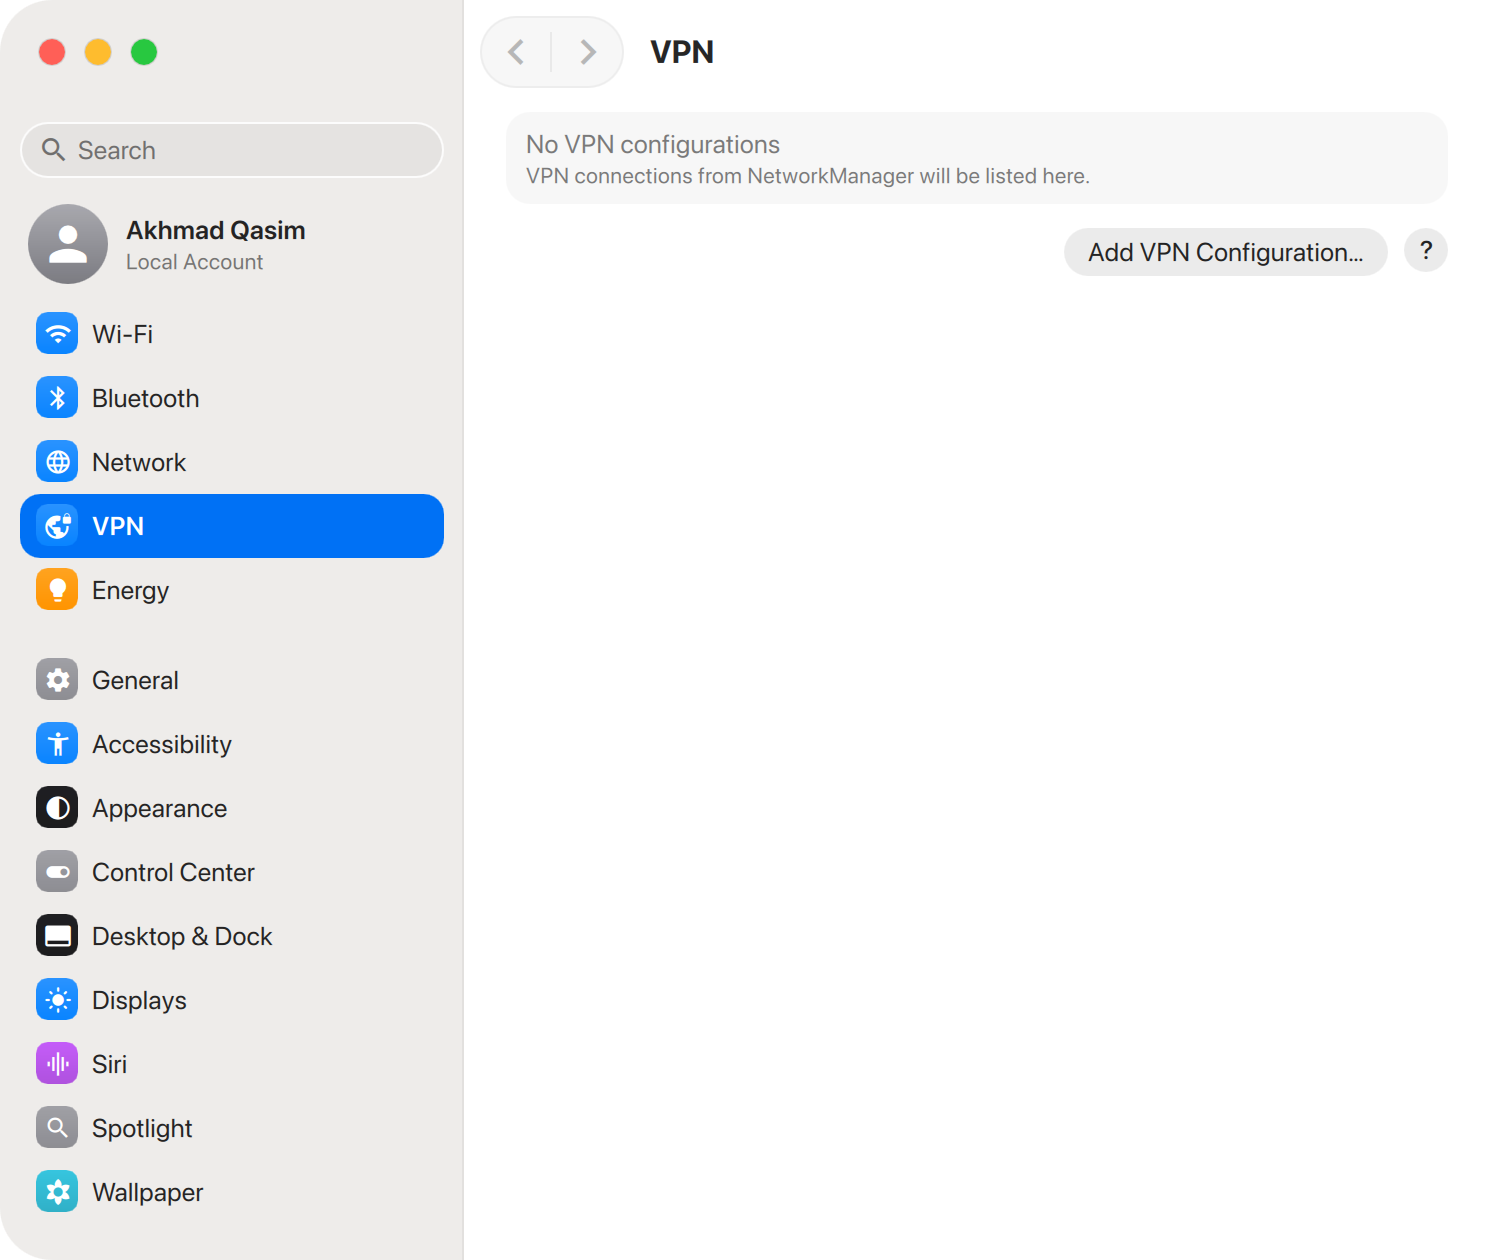 VPN
Search
Akhmad Qasim
Local Account
Wi-Fi
Bluetooth
Network
VPN
Energy
General
Accessibility
Appearance
Control Center
Desktop & Dock
Displays
Siri
Spotlight
Wallpaper
No VPN configurations
VPN connections from NetworkManager will be listed here.
Add VPN Configuration...
?